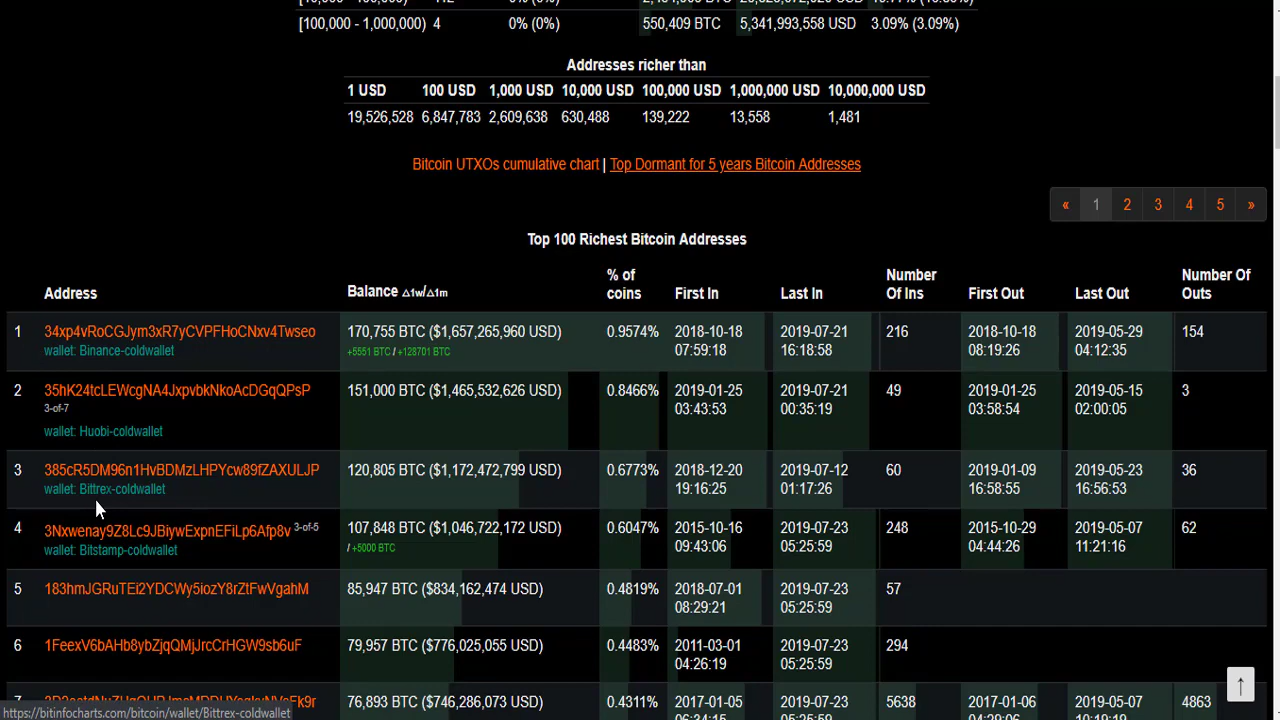 [100,000 - 1,000,000) 4 0% (0%) 550,409 BTC 5,341,993,558 USD 3.09% (3.09%)
Addresses richer than
1 USD 100 USD 1,000 USD 10,000 USD 100,000 USD 1,000,000 USD 10,000,000 USD
19,526,528 6,847,783 2,609,638 630,488 139,222 13,558 1,481
Bitcoin UTXOs cumulative chart | Top Dormant for 5 years Bitcoin Addresses
« 1 2 3 4 5 »
Top 100 Richest Bitcoin Addresses
Address Balance △1w/△1m % of coins First In Last In Number Of Ins First Out Last Out Number Of Outs
1 34xp4vRoCGJym3xR7yCVPFHoCNxv4Twseo 170,755 BTC ($1,657,265,960 USD) 0.9574% 2018-10-18 2019-07-21 216 2018-10-18 2019-05-29 154
wallet: Binance-coldwallet +5551 BTC / +128701 BTC 07:59:18 16:18:58 08:19:26 04:12:35
2 35hK24tcLEWcgNA4JxpvbkNkoAcDGqQPsP 151,000 BTC ($1,465,532,626 USD) 0.8466% 2019-01-25 2019-07-21 49 2019-01-25 2019-05-15 3
3-of-7 03:43:53 00:35:19 03:58:54 02:00:05
wallet: Huobi-coldwallet
3 385cR5DM96n1HvBDMzLHPYcw89fZAXULJP 120,805 BTC ($1,172,472,799 USD) 0.6773% 2018-12-20 2019-07-12 60 2019-01-09 2019-05-23 36
wallet: Bittrex-coldwallet 19:16:25 01:17:26 16:58:55 16:56:53
4 3Nxwenay9Z8Lc9JBiywExpnEFiLp6Afp8v 3-of-5 107,848 BTC ($1,046,722,172 USD) 0.6047% 2015-10-16 2019-07-23 248 2015-10-29 2019-05-07 62
wallet: Bitstamp-coldwallet / +5000 BTC 09:43:06 05:25:59 04:44:26 11:21:16
5 183hmJGRuTEi2YDCWy5iozY8rZtFwVgahM 85,947 BTC ($834,162,474 USD) 0.4819% 2018-07-01 2019-07-23 57
08:29:21 05:25:59
6 1FeexV6bAHb8ybZjqQMjJrcCrHGW9sb6uF 79,957 BTC ($776,025,055 USD) 0.4483% 2011-03-01 2019-07-23 294
04:26:19 05:25:59
76,893 BTC ($746,286,073 USD) 0.4311% 2017-01-05 2019-07-23 5638 2017-01-06 2019-05-07 4863
https://bitinfocharts.com/bitcoin/wallet/Bittrex-coldwallet